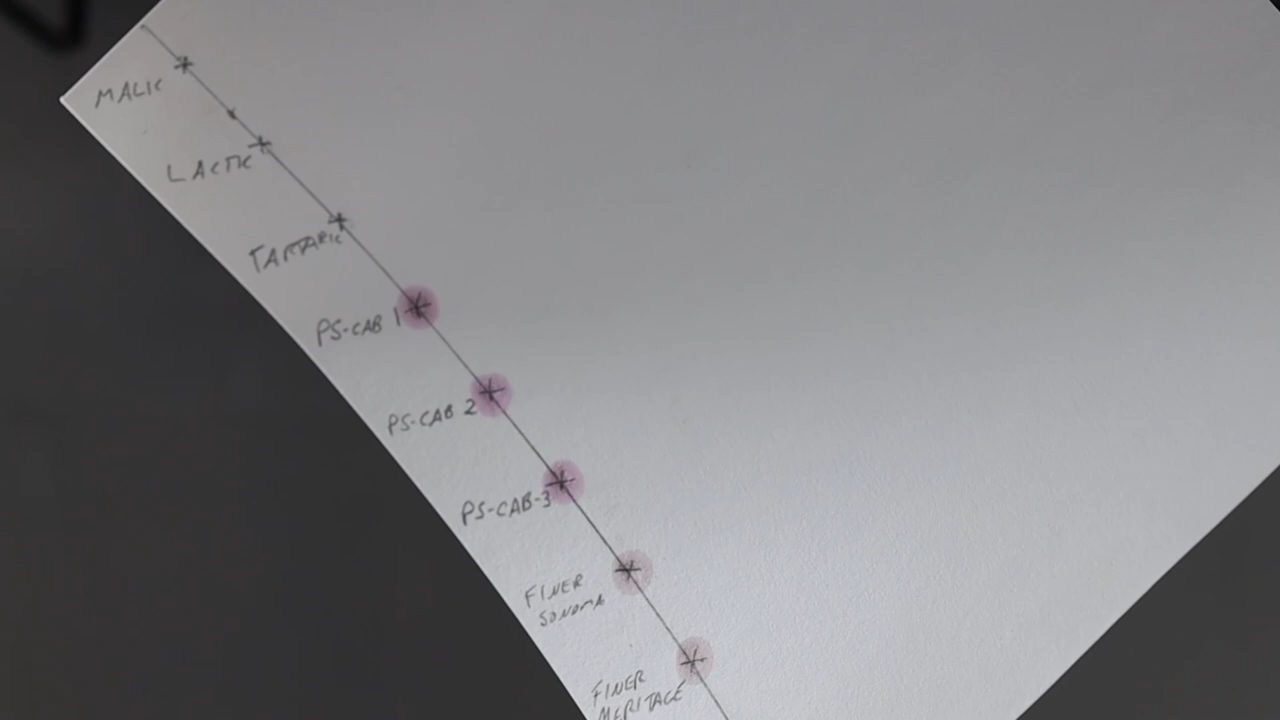 MALIC
LACTIC
TARTARIC
PS-CAB 1
PS-CAB 2
PS-CAB-3
FINER
SONOMA
FINER
MERITAGE